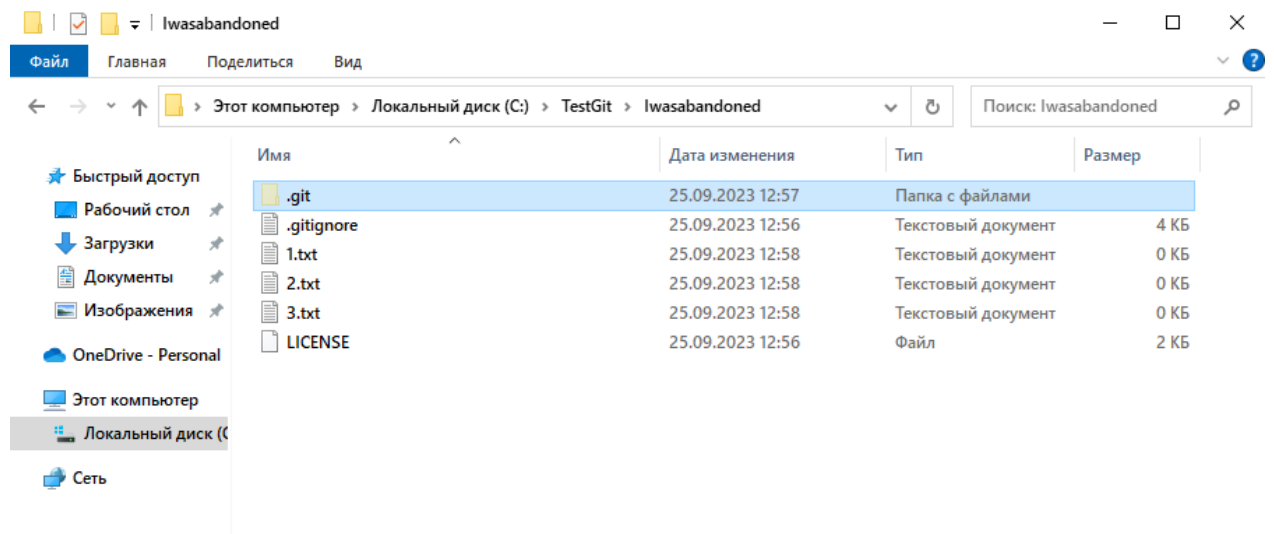 Iwasabandoned
Файл Главная Поделиться Вид
Этот компьютер › Локальный диск (C:) › TestGit › Iwasabandoned Поиск: Iwasabandoned
Имя Дата изменения Тип Размер
Быстрый доступ
Рабочий стол
Загрузки
Документы
Изображения
OneDrive - Personal
Этот компьютер
Локальный диск (C
Сеть
.git 25.09.2023 12:57 Папка с файлами
.gitignore 25.09.2023 12:56 Текстовый документ 4 КБ
1.txt 25.09.2023 12:58 Текстовый документ 0 КБ
2.txt 25.09.2023 12:58 Текстовый документ 0 КБ
3.txt 25.09.2023 12:58 Текстовый документ 0 КБ
LICENSE 25.09.2023 12:56 Файл 2 КБ